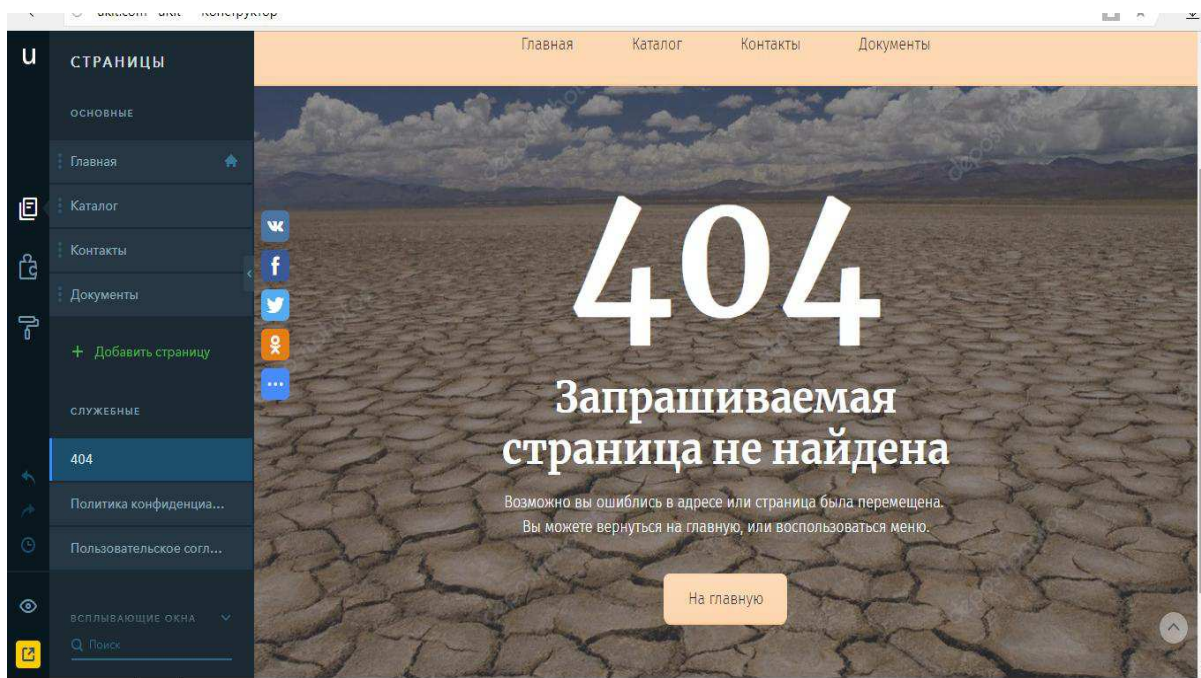 СТРАНИЦЫ
ОСНОВНЫЕ
Главная
Каталог
Контакты
Документы
+ Добавить страницу
СЛУЖЕБНЫЕ
404
Политика конфиденциа...
Пользовательское согл...
ВСПЛЫВАЮЩИЕ ОКНА
Поиск
Главная Каталог Контакты Документы
404
Запрашиваемая
страница не найдена
Возможно вы ошиблись в адресе или страница была перемещена.
Вы можете вернуться на главную, или воспользоваться меню.
На главную